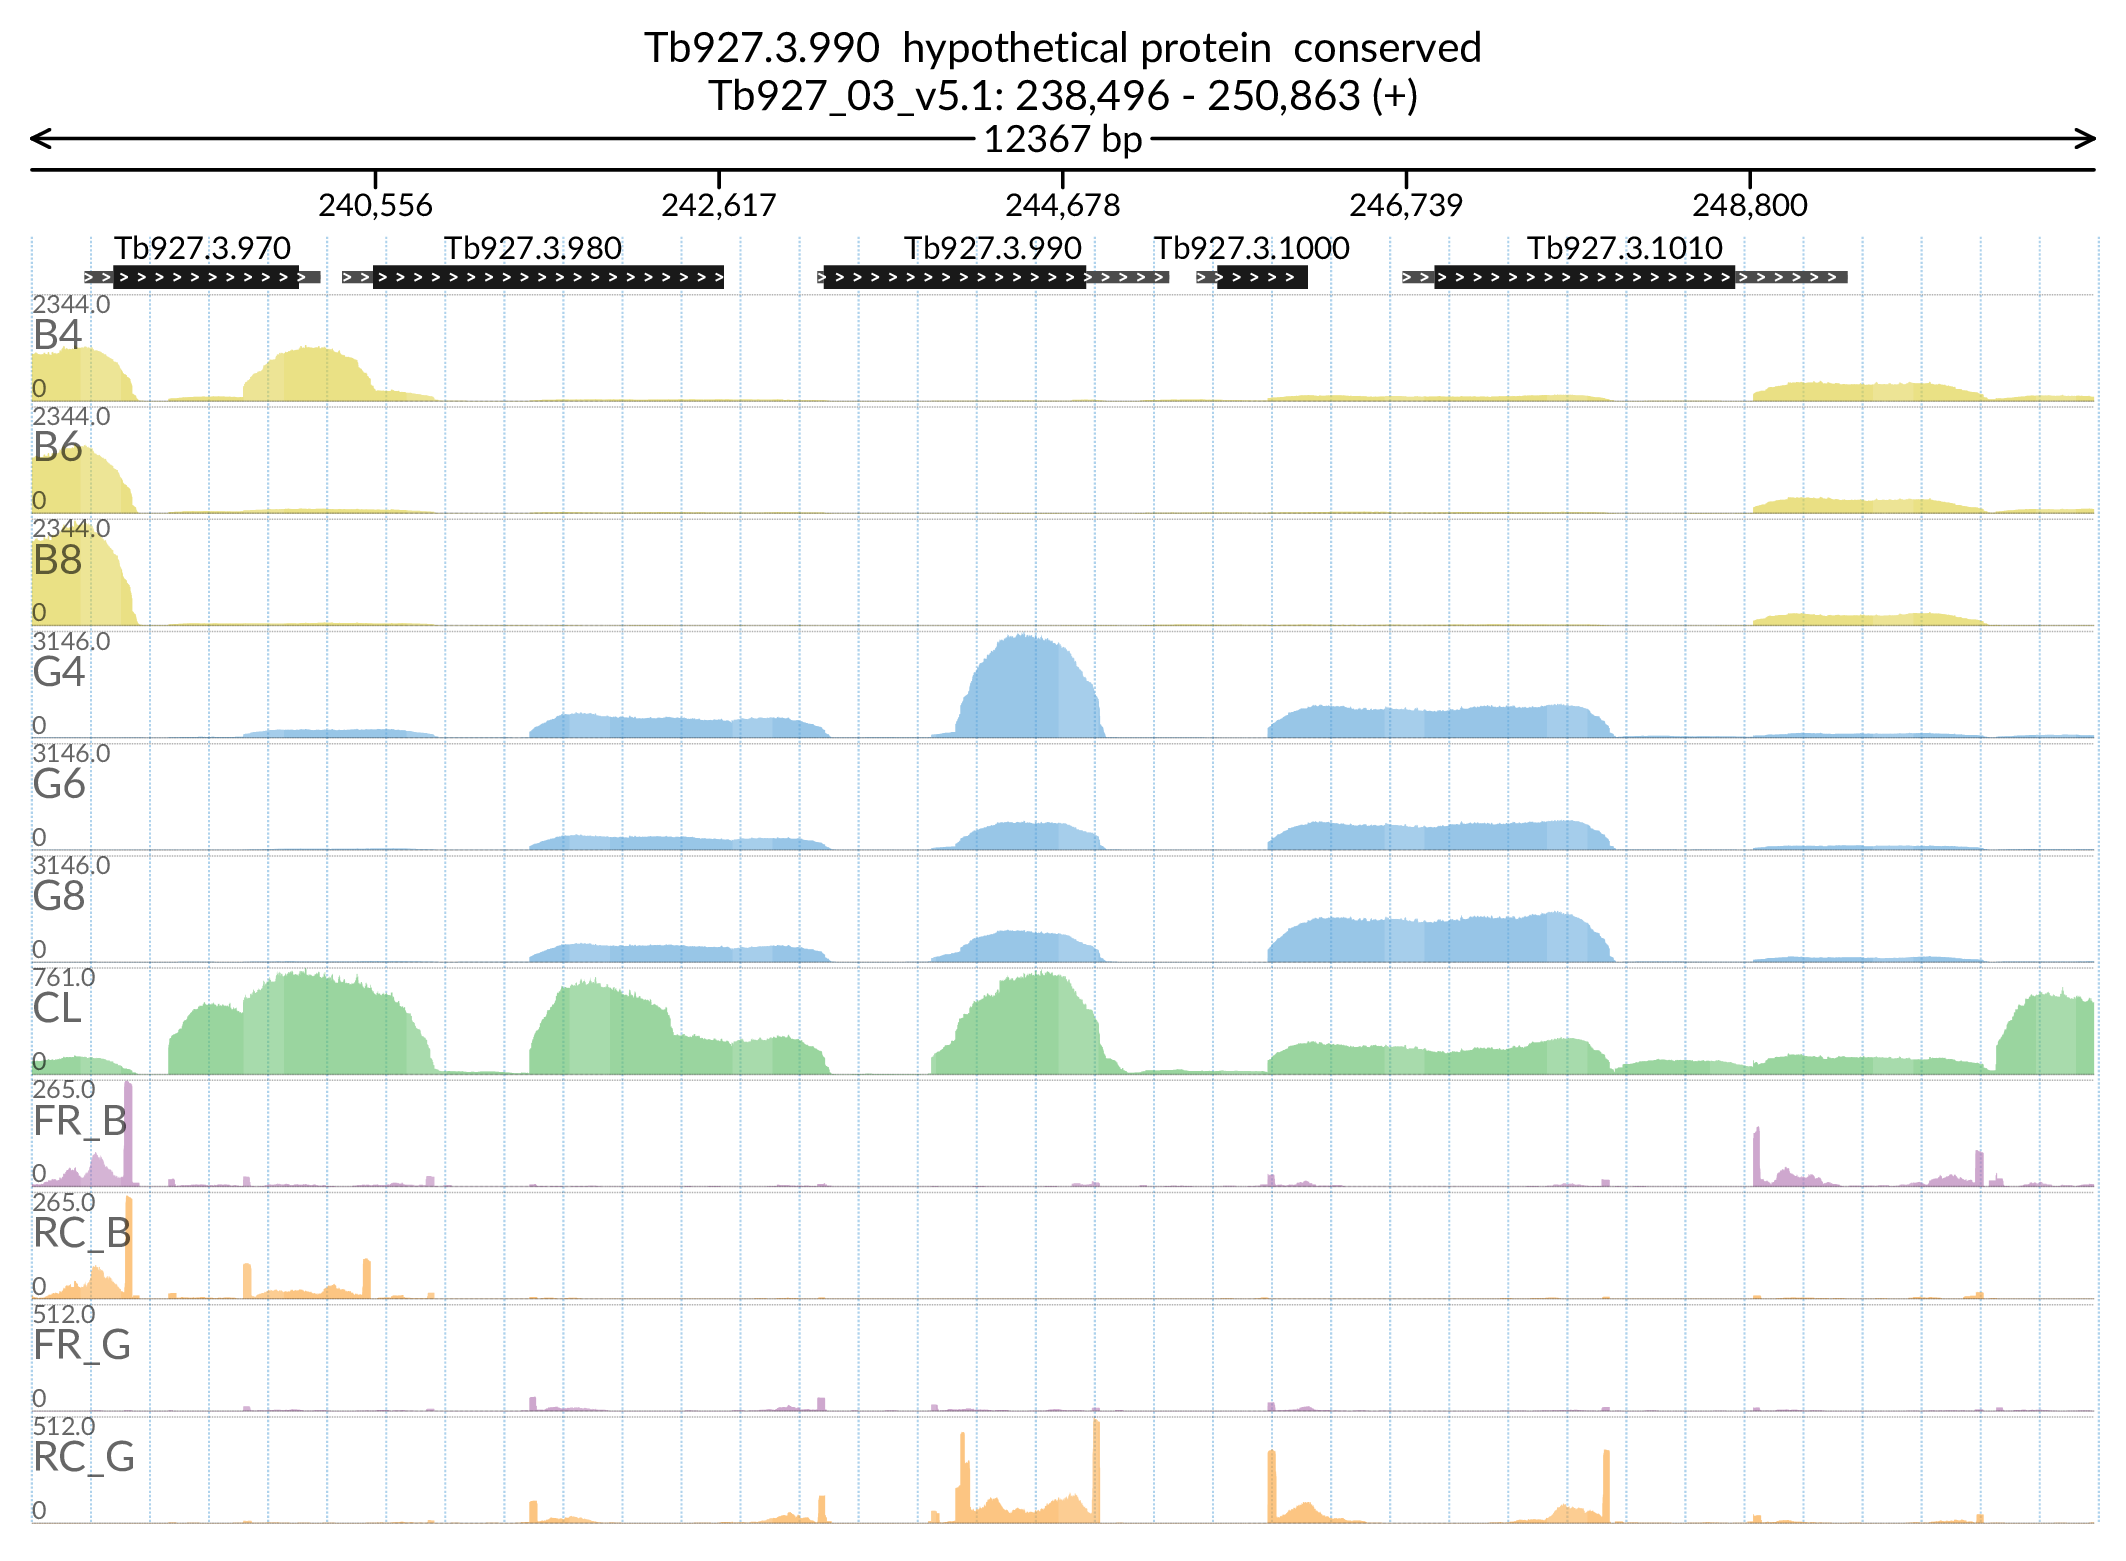 Tb927.3.990  hypothetical protein  conserved
Tb927_03_v5.1: 238,496 - 250,863 (+)
12367 bp
240,556 242,617 244,678 246,739 248,800
Tb927.3.970 Tb927.3.980 Tb927.3.990 Tb927.3.1000 Tb927.3.1010
2344.0
B4
0
2344.0
B6
0
2344.0
B8
0
3146.0
G4
0
3146.0
G6
0
3146.0
G8
0
761.0
CL
0
265.0
FR_B
0
265.0
RC_B
0
512.0
FR_G
0
512.0
RC_G
0